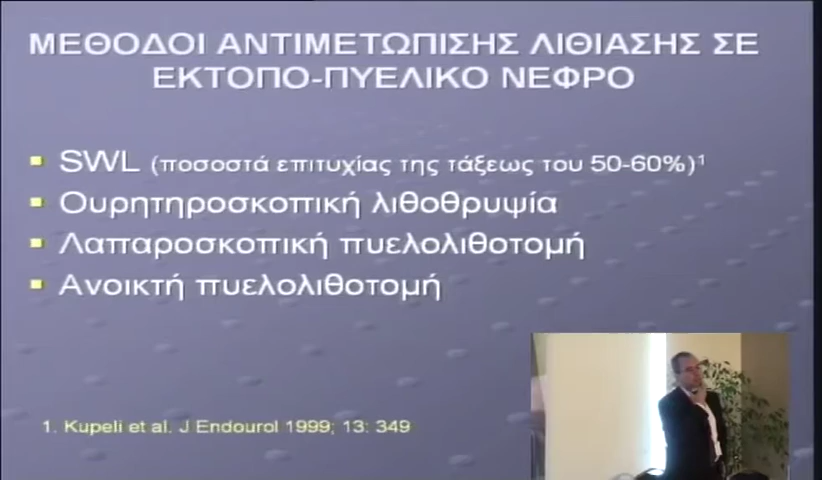 ΜΕΘΟΔΟΙ ΑΝΤΙΜΕΤΩΠΙΣΗΣ ΛΙΘΙΑΣΗΣ ΣΕ
ΕΚΤΟΠΟ-ΠΥΕΛΙΚΟ ΝΕΦΡΟ
SWL (ποσοστά επιτυχίας της τάξεως του 50-60%)¹
Ουρητηροσκοπική λιθοθρυψία
Λαπαροσκοπική πυελολιθοτομή
Ανοικτή πυελολιθοτομή
1. Kupeli et al. J Endourol 1999; 13: 349